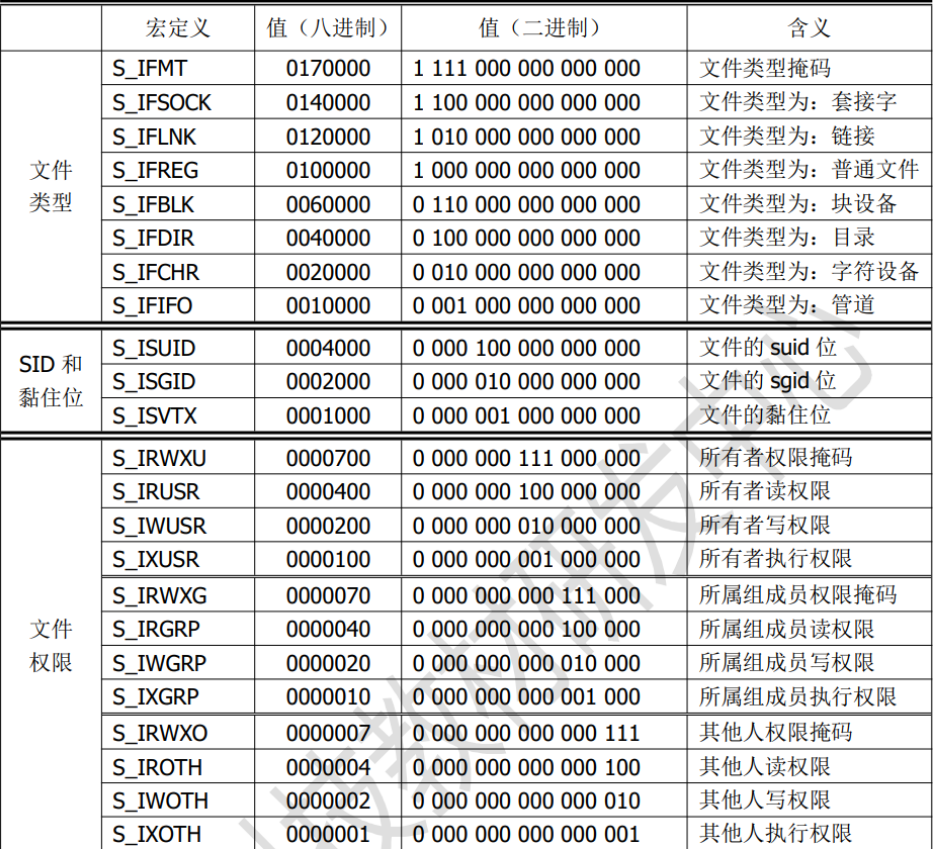 宏定义 值（八进制） 值（二进制） 含义
文件类型
S_IFMT 0170000 1 111 000 000 000 000 文件类型掩码
S_IFSOCK 0140000 1 100 000 000 000 000 文件类型为：套接字
S_IFLNK 0120000 1 010 000 000 000 000 文件类型为：链接
S_IFREG 0100000 1 000 000 000 000 000 文件类型为：普通文件
S_IFBLK 0060000 0 110 000 000 000 000 文件类型为：块设备
S_IFDIR 0040000 0 100 000 000 000 000 文件类型为：目录
S_IFCHR 0020000 0 010 000 000 000 000 文件类型为：字符设备
S_IFIFO 0010000 0 001 000 000 000 000 文件类型为：管道
SID 和黏住位
S_ISUID 0004000 0 000 100 000 000 000 文件的 suid 位
S_ISGID 0002000 0 000 010 000 000 000 文件的 sgid 位
S_ISVTX 0001000 0 000 001 000 000 000 文件的黏住位
文件权限
S_IRWXU 0000700 0 000 000 111 000 000 所有者权限掩码
S_IRUSR 0000400 0 000 000 100 000 000 所有者读权限
S_IWUSR 0000200 0 000 000 010 000 000 所有者写权限
S_IXUSR 0000100 0 000 000 001 000 000 所有者执行权限
S_IRWXG 0000070 0 000 000 000 111 000 所属组成员权限掩码
S_IRGRP 0000040 0 000 000 000 100 000 所属组成员读权限
S_IWGRP 0000020 0 000 000 000 010 000 所属组成员写权限
S_IXGRP 0000010 0 000 000 000 001 000 所属组成员执行权限
S_IRWXO 0000007 0 000 000 000 000 111 其他人权限掩码
S_IROTH 0000004 0 000 000 000 000 100 其他人读权限
S_IWOTH 0000002 0 000 000 000 000 010 其他人写权限
S_IXOTH 0000001 0 000 000 000 000 001 其他人执行权限
技教材研发中心